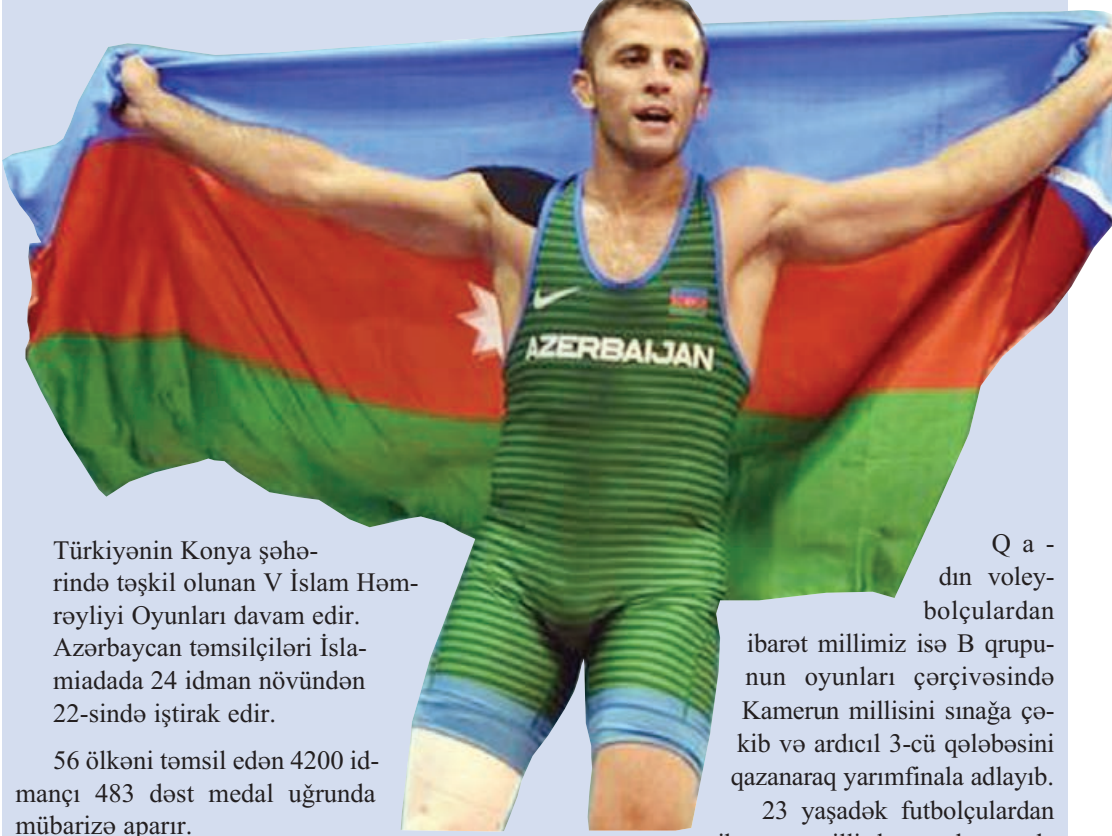 AZERBAIJAN
Türkiyənin Konya şəhə-
rində təşkil olunan V İslam Həm-
rəyliyi Oyunları davam edir.
Azərbaycan təmsilçiləri İsla-
miadada 24 idman növündən
22-sində iştirak edir.
56 ölkəni təmsil edən 4200 id-
mançı 483 dəst medal uğrunda
mübarizə aparır.
Q a -
dın voley-
bolçulardan
ibarət millimiz isə B qrupu-
nun oyunları çərçivəsində
Kamerun millisini sınağa çə-
kib və ardıcıl 3-cü qələbəsini
qazanaraq yarımfinala adlayıb.
23 yaşadək futbolçulardan